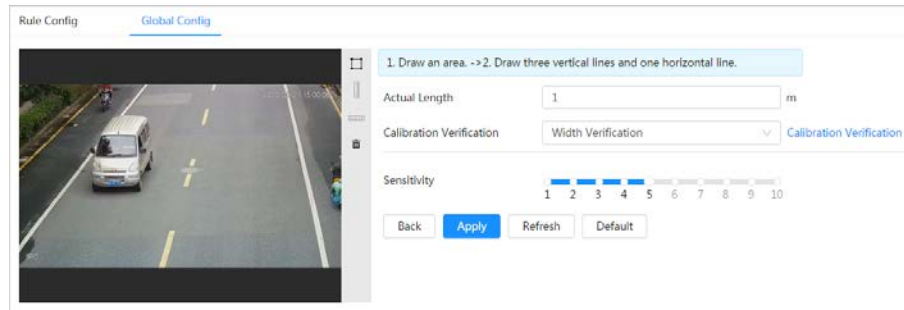 Rule Config
Global Config
1. Draw an area. ->2. Draw three vertical lines and one horizontal line.
Actual Length
1
m
Calibration Verification
Width Verification
Calibration Verification
Sensitivity
1 2 3 4 5 6 7 8 9 10
Back
Apply
Refresh
Default